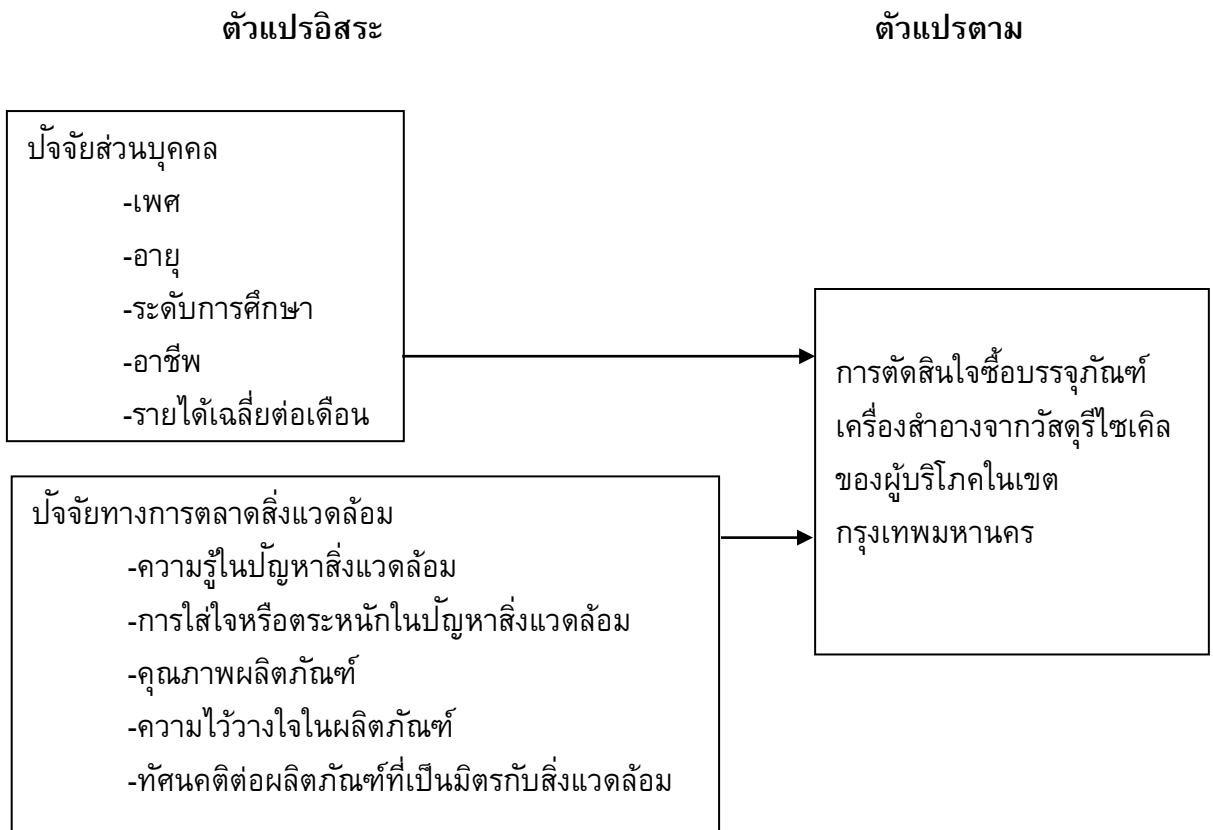 ตัวแปรอิสระ
ตัวแปรตาม
ปัจจัยส่วนบุคคล
-เพศ
-อายุ
-ระดับการศึกษา
-อาชีพ
-รายได้เฉลี่ยต่อเดือน
ปัจจัยทางการตลาดสิ่งแวดล้อม
-ความรู้ในปัญหาสิ่งแวดล้อม
-การใส่ใจหรือตระหนักในปัญหาสิ่งแวดล้อม
-คุณภาพผลิตภัณฑ์
-ความไว้วางใจในผลิตภัณฑ์
-ทัศนคติต่อผลิตภัณฑ์ที่เป็นมิตรกับสิ่งแวดล้อม
การตัดสินใจซื้อบรรจุภัณฑ์
เครื่องสำอางจากวัสดุรีไซเคิล
ของผู้บริโภคในเขต
กรุงเทพมหานคร